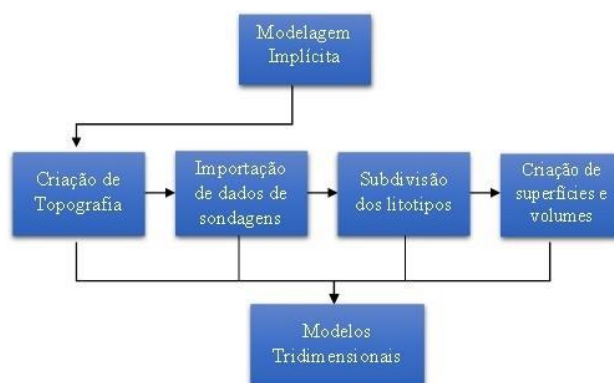 Modelagem
Implícita
Criação de
Topografia
Importação
de dados de
sondagens
Subdivisão
dos litotipos
Criação de
superfícies e
volumes
Modelos
Tridimensionais